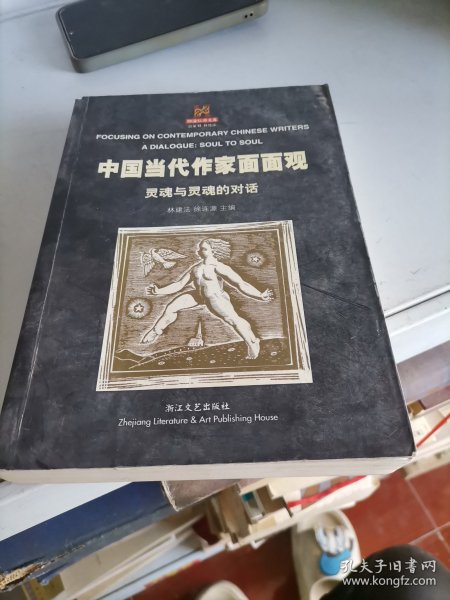 FOCUSING ON CONTEMPORARY CHINESE WRITERS
A DIALOGUE: SOUL TO SOUL
中国当代作家面面观
灵魂与灵魂的对话
林建法 徐连源 主编
浙江文艺出版社
Zhejiang Literature & Art Publishing House
孔夫子旧书网
www.kongfz.com